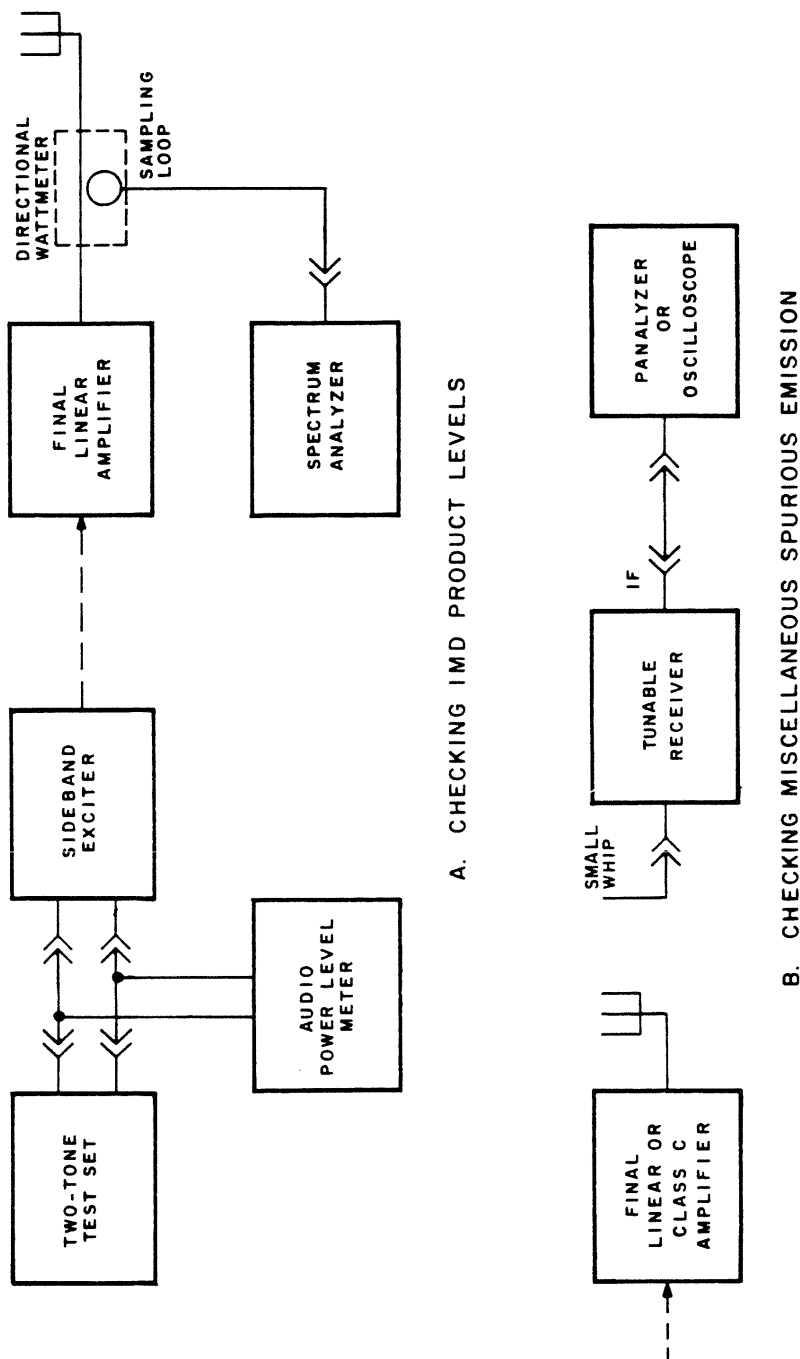 TWO-TONE
TEST SET
AUDIO
POWER LEVEL
METER
SIDEBAND
EXCITER
FINAL
LINEAR
AMPLIFIER
DIRECTIONAL
WATTMETER
SAMPLING
LOOP
SPECTRUM
ANALYZER
A. CHECKING IMD PRODUCT LEVELS
FINAL
LINEAR OR
CLASS C
AMPLIFIER
SMALL
WHIP
TUNABLE
RECEIVER
IF
PANALYZER
OR
OSCILLOSCOPE
B. CHECKING MISCELLANEOUS SPURIOUS EMISSION